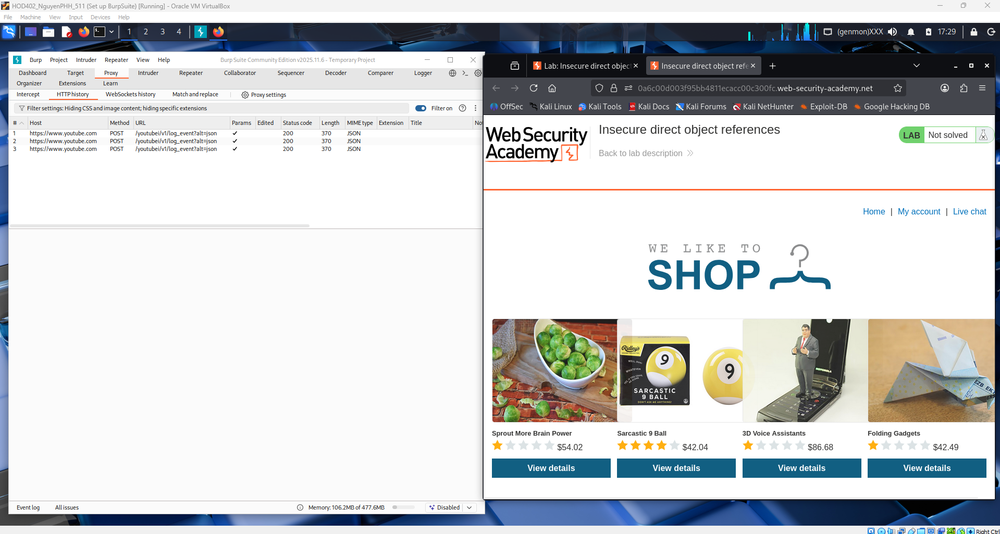 HOD402_NguyenPHH_511 (Set up BurpSuite) [Running] - Oracle VM VirtualBox
File Machine View Input Devices Help
1 2 3 4 (genmon)XXX 17:29
Burp Project Intruder Repeater View Help Burp Suite Community Edition v2025.11.6 - Temporary Project
Dashboard Target Proxy Intruder Repeater Collaborator Sequencer Decoder Comparer Logger
Organizer Extensions Learn
Intercept HTTP history WebSockets history Match and replace Proxy settings
Filter settings: Hiding CSS and image content; hiding specific extensions Filter on
# Host Method URL Params Edited Status code Length MIME type Extension Title No
1 https://www.youtube.com POST /youtubei/v1/log_event?alt=json ✓ 200 370 JSON
2 https://www.youtube.com POST /youtubei/v1/log_event?alt=json ✓ 200 370 JSON
3 https://www.youtube.com POST /youtubei/v1/log_event?alt=json ✓ 200 370 JSON
Event log All issues Memory: 106.2MB of 477.6MB Disabled
Lab: Insecure direct objec Insecure direct object refe
0a6c00d003f95bb4811ecacc00c300fc.web-security-academy.net
OffSec Kali Linux Kali Tools Kali Docs Kali Forums Kali NetHunter Exploit-DB Google Hacking DB
Web Security
Academy
Insecure direct object references
Back to lab description
LAB Not solved
Home | My account | Live chat
WE LIKE TO
SHOP
Ridley's
WELL, DUH!
WHATEVER
9
SARCASTIC
9 BALL
DON'T ASK ME ANYTHING!
9
MOTOROLA
EZB EK
Sprout More Brain Power Sarcastic 9 Ball 3D Voice Assistants Folding Gadgets
$54.02 $42.04 $86.68 $42.49
View details View details View details View details
Right Ctrl